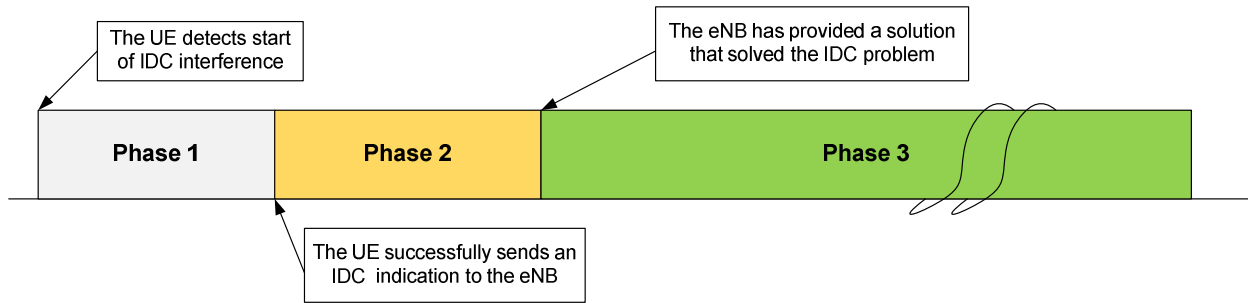 The UE detects start
of IDC interference
The eNB has provided a solution
that solved the IDC problem
Phase 1
Phase 2
Phase 3
The UE successfully sends an
IDC indication to the eNB